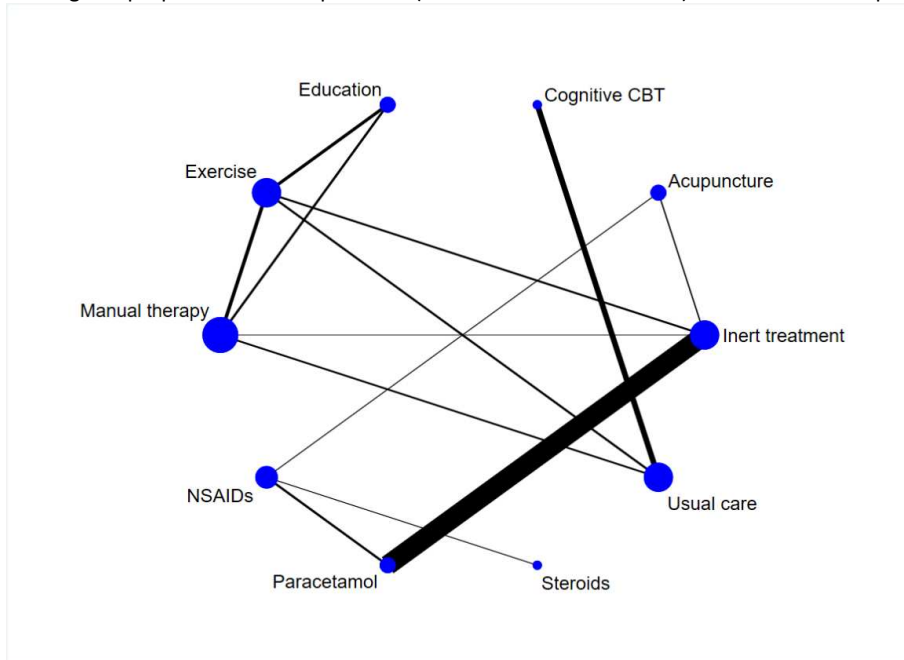 Education
Cognitive CBT
Exercise
Acupuncture
Manual therapy
Inert treatment
NSAIDs
Usual care
Paracetamol
Steroids